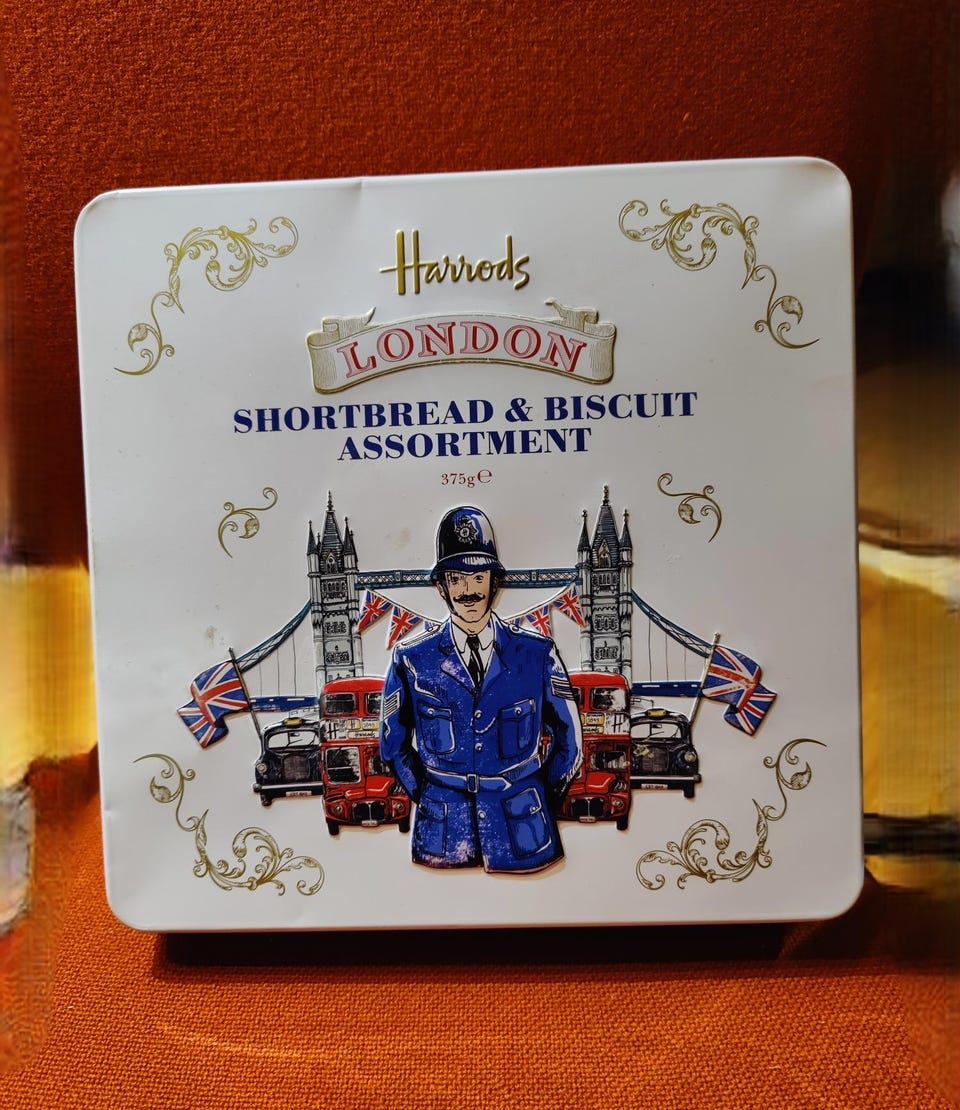 Harrods
LONDON
SHORTBREAD & BISCUIT
ASSORTMENT
375g℮